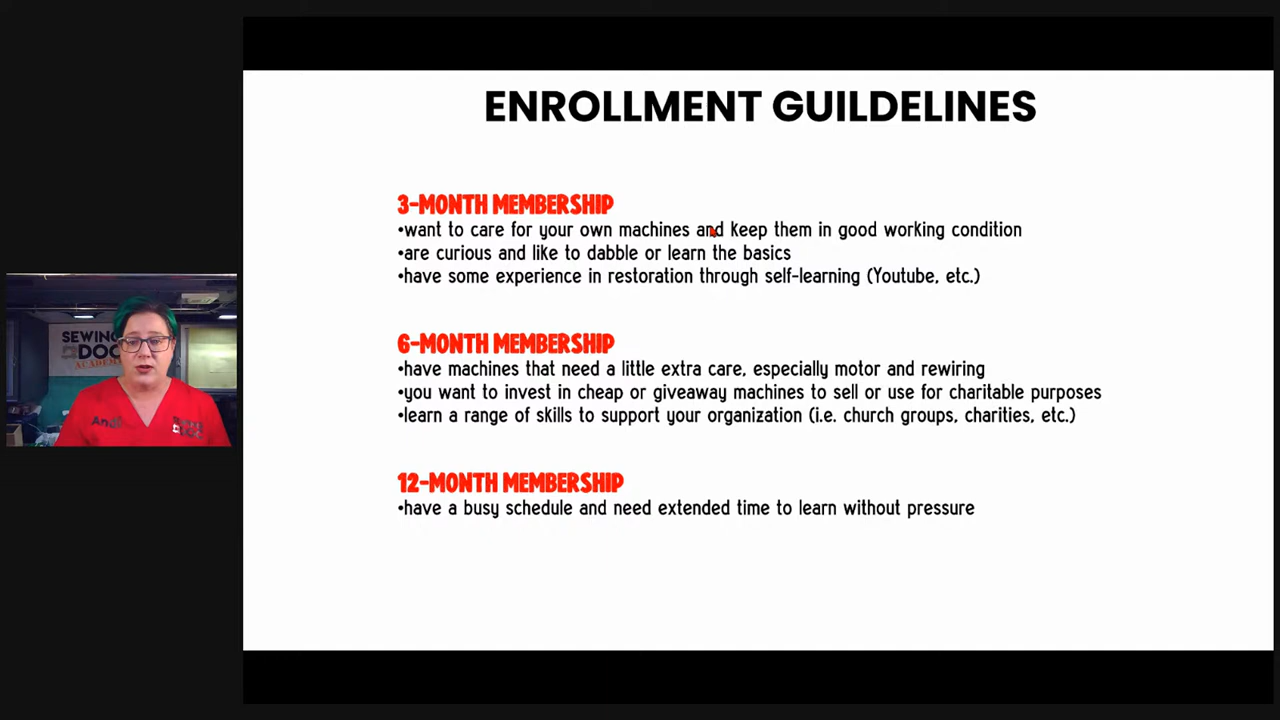 ENROLLMENT GUILDELINES
3-MONTH MEMBERSHIP
•want to care for your own machines and keep them in good working condition
•are curious and like to dabble or learn the basics
•have some experience in restoration through self-learning (Youtube, etc.)
6-MONTH MEMBERSHIP
•have machines that need a little extra care, especially motor and rewiring
•you want to invest in cheap or giveaway machines to sell or use for charitable purposes
•learn a range of skills to support your organization (i.e. church groups, charities, etc.)
12-MONTH MEMBERSHIP
•have a busy schedule and need extended time to learn without pressure
SEWING
DOC